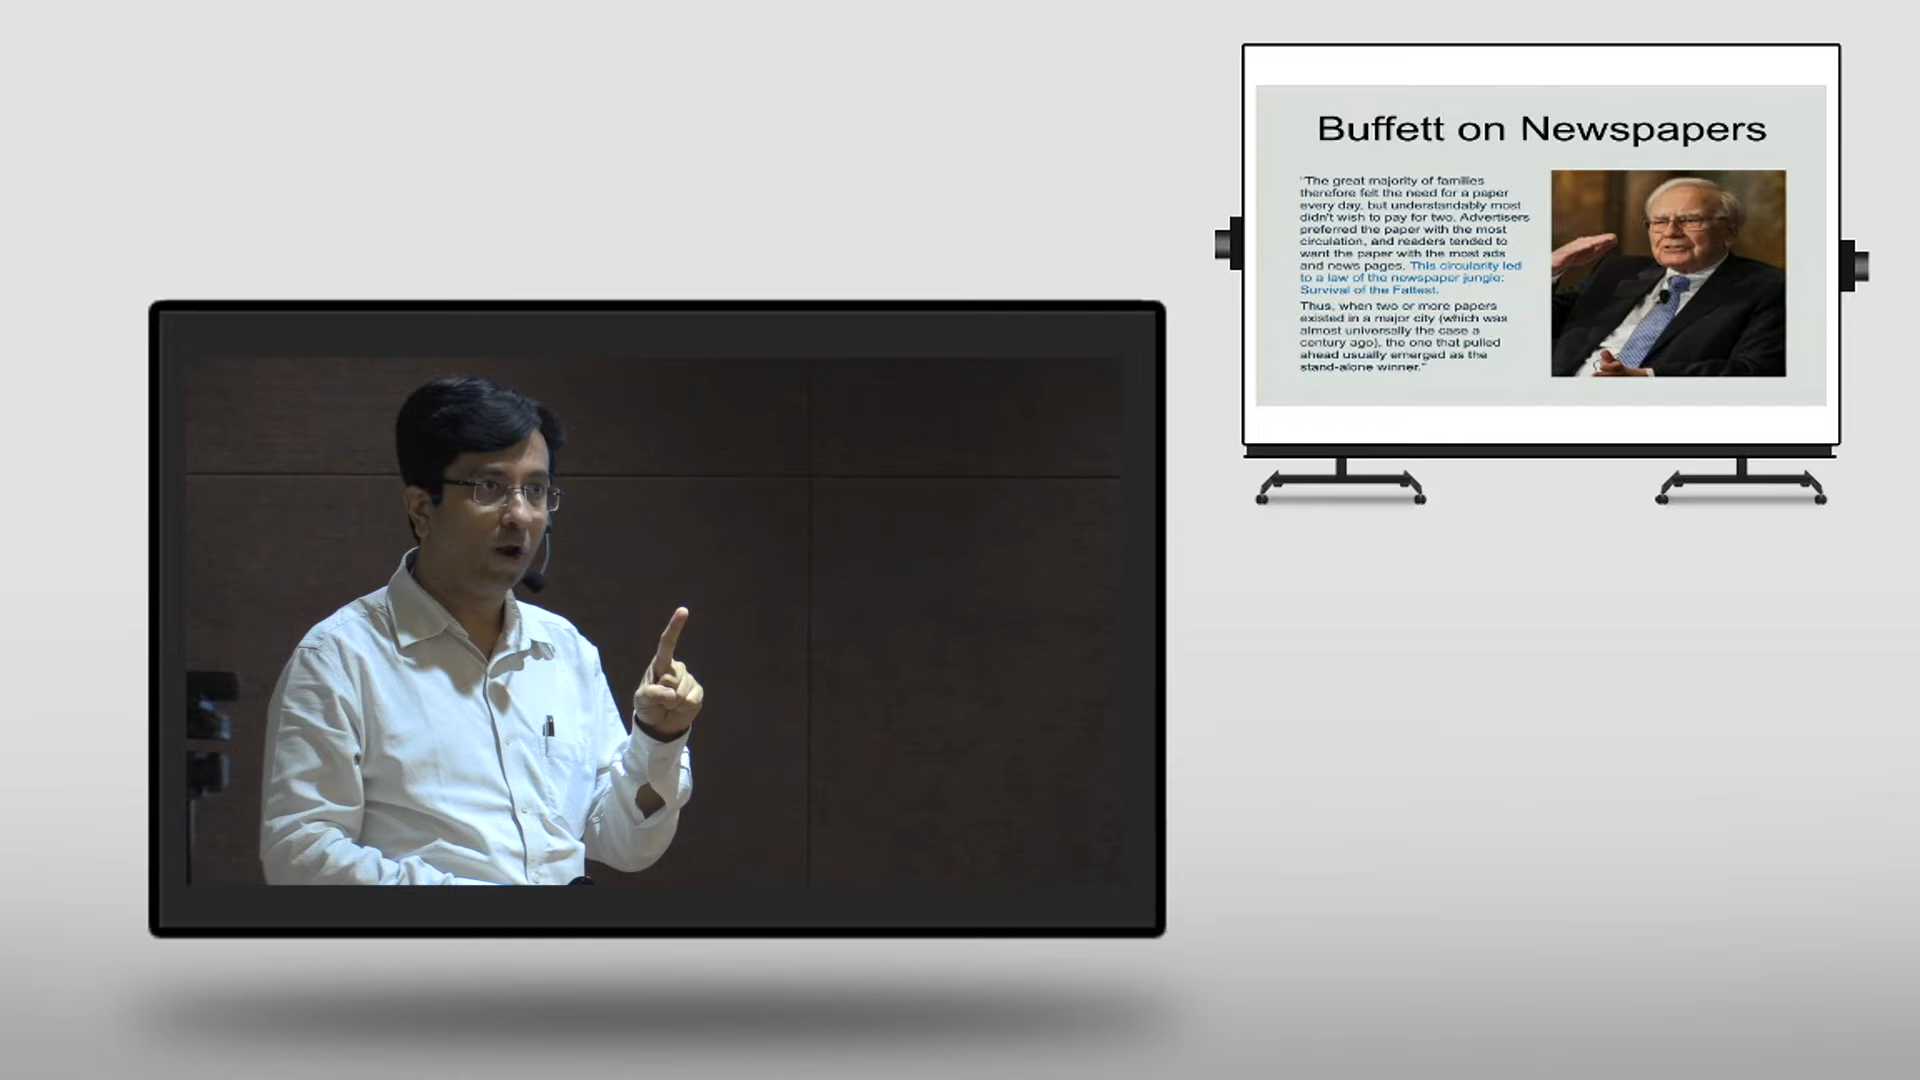 Buffett on Newspapers
"The great majority of families
therefore felt the need for a paper
every day, but understandably most
didn't wish to pay for two. Advertisers
preferred the paper with the most
circulation, and readers tended to
want the paper with the most ads
and news pages. This circularity led
to a law of the newspaper jungle:
Survival of the Fattest.
Thus, when two or more papers
existed in a major city (which was
almost universally the case a
century ago), the one that pulled
ahead usually emerged as the
stand-alone winner."